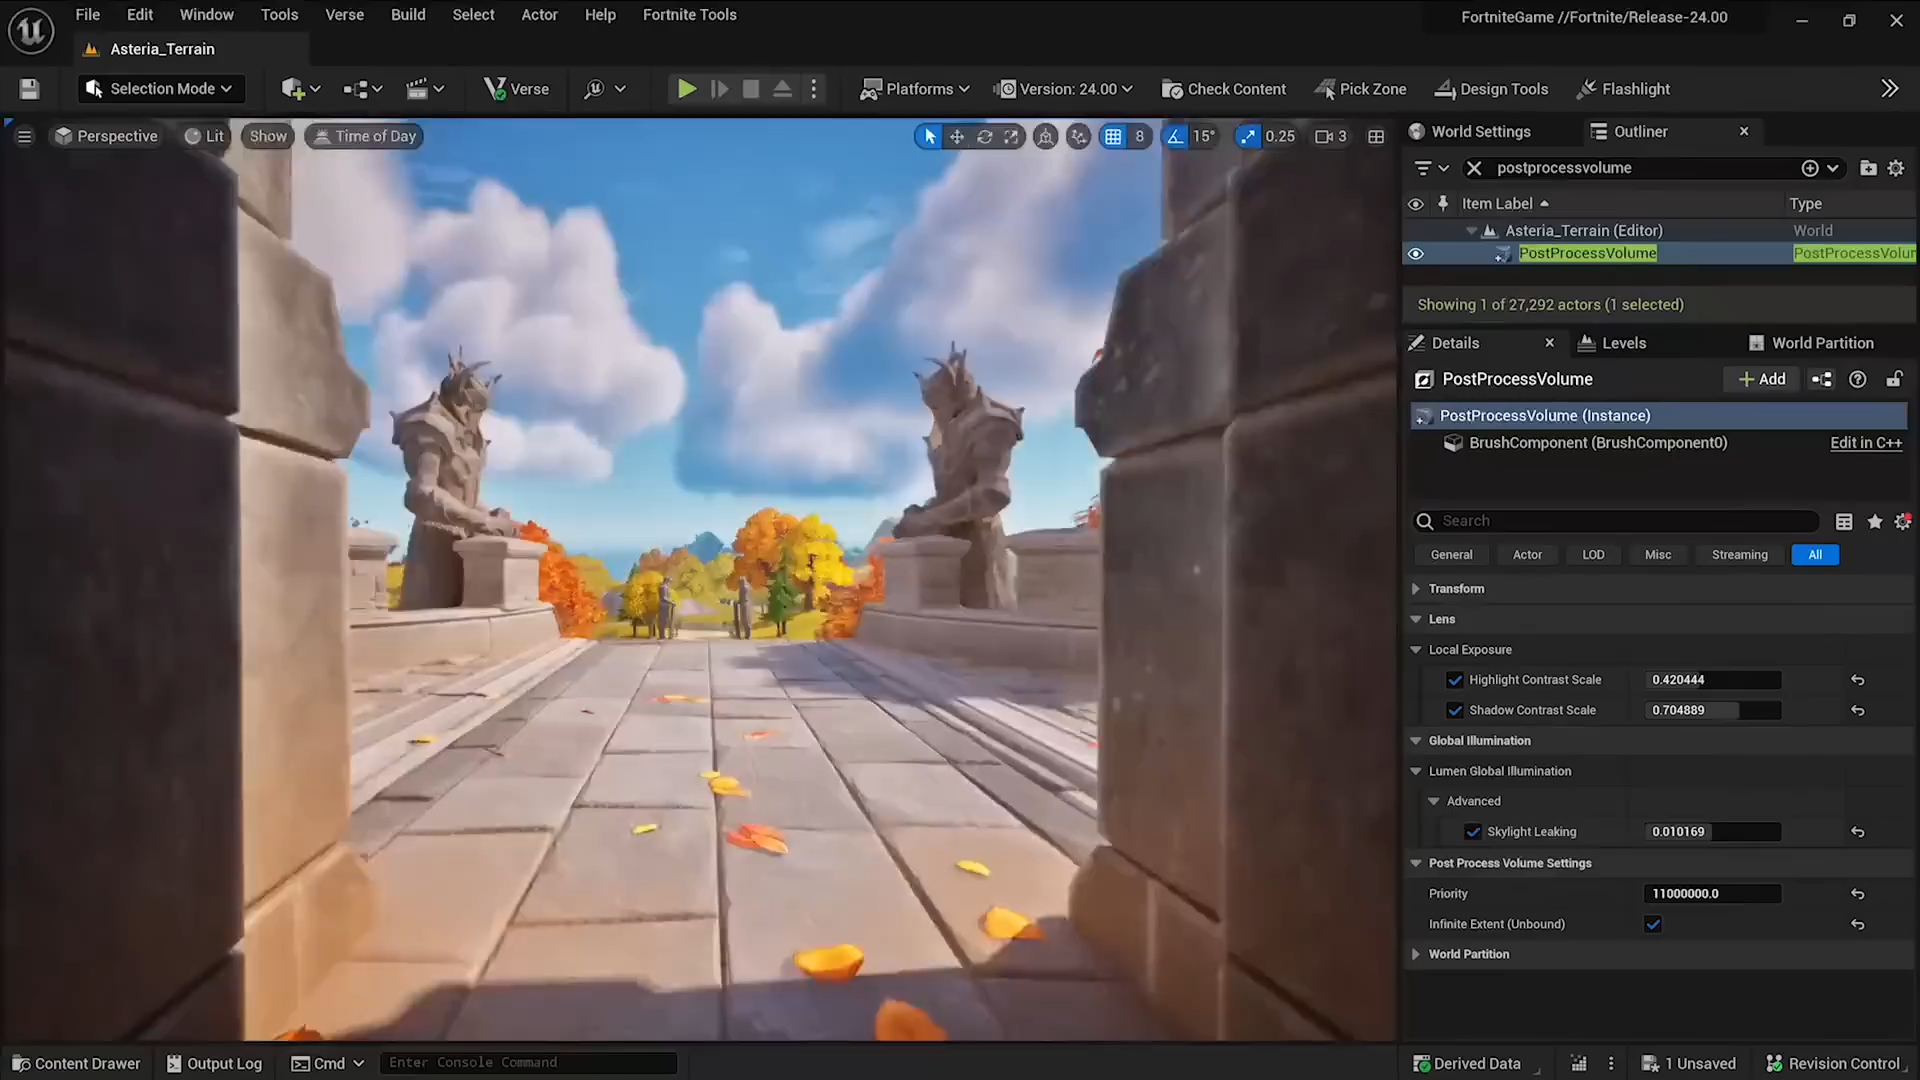 File Edit Window Tools Verse Build Select Actor Help Fortnite Tools
FortniteGame //Fortnite/Release-24.00
Asteria_Terrain
Selection Mode
Verse
Platforms
Version: 24.00
Check Content
Pick Zone
Design Tools
Flashlight
Perspective
Lit
Show
Time of Day
8
15°
0.25
3
World Settings
Outliner
postprocessvolume
Item Label
Type
Asteria_Terrain (Editor)
World
PostProcessVolume
PostProcessVolum
Showing 1 of 27,292 actors (1 selected)
Details
Levels
World Partition
PostProcessVolume
Add
PostProcessVolume (Instance)
BrushComponent (BrushComponent0)
Edit in C++
Search
General
Actor
LOD
Misc
Streaming
All
Transform
Lens
Local Exposure
Highlight Contrast Scale
0.420444
Shadow Contrast Scale
0.704889
Global Illumination
Lumen Global Illumination
Advanced
Skylight Leaking
0.010169
Post Process Volume Settings
Priority
11000000.0
Infinite Extent (Unbound)
World Partition
Content Drawer
Output Log
Cmd
Enter Console Command
Derived Data
1 Unsaved
Revision Control